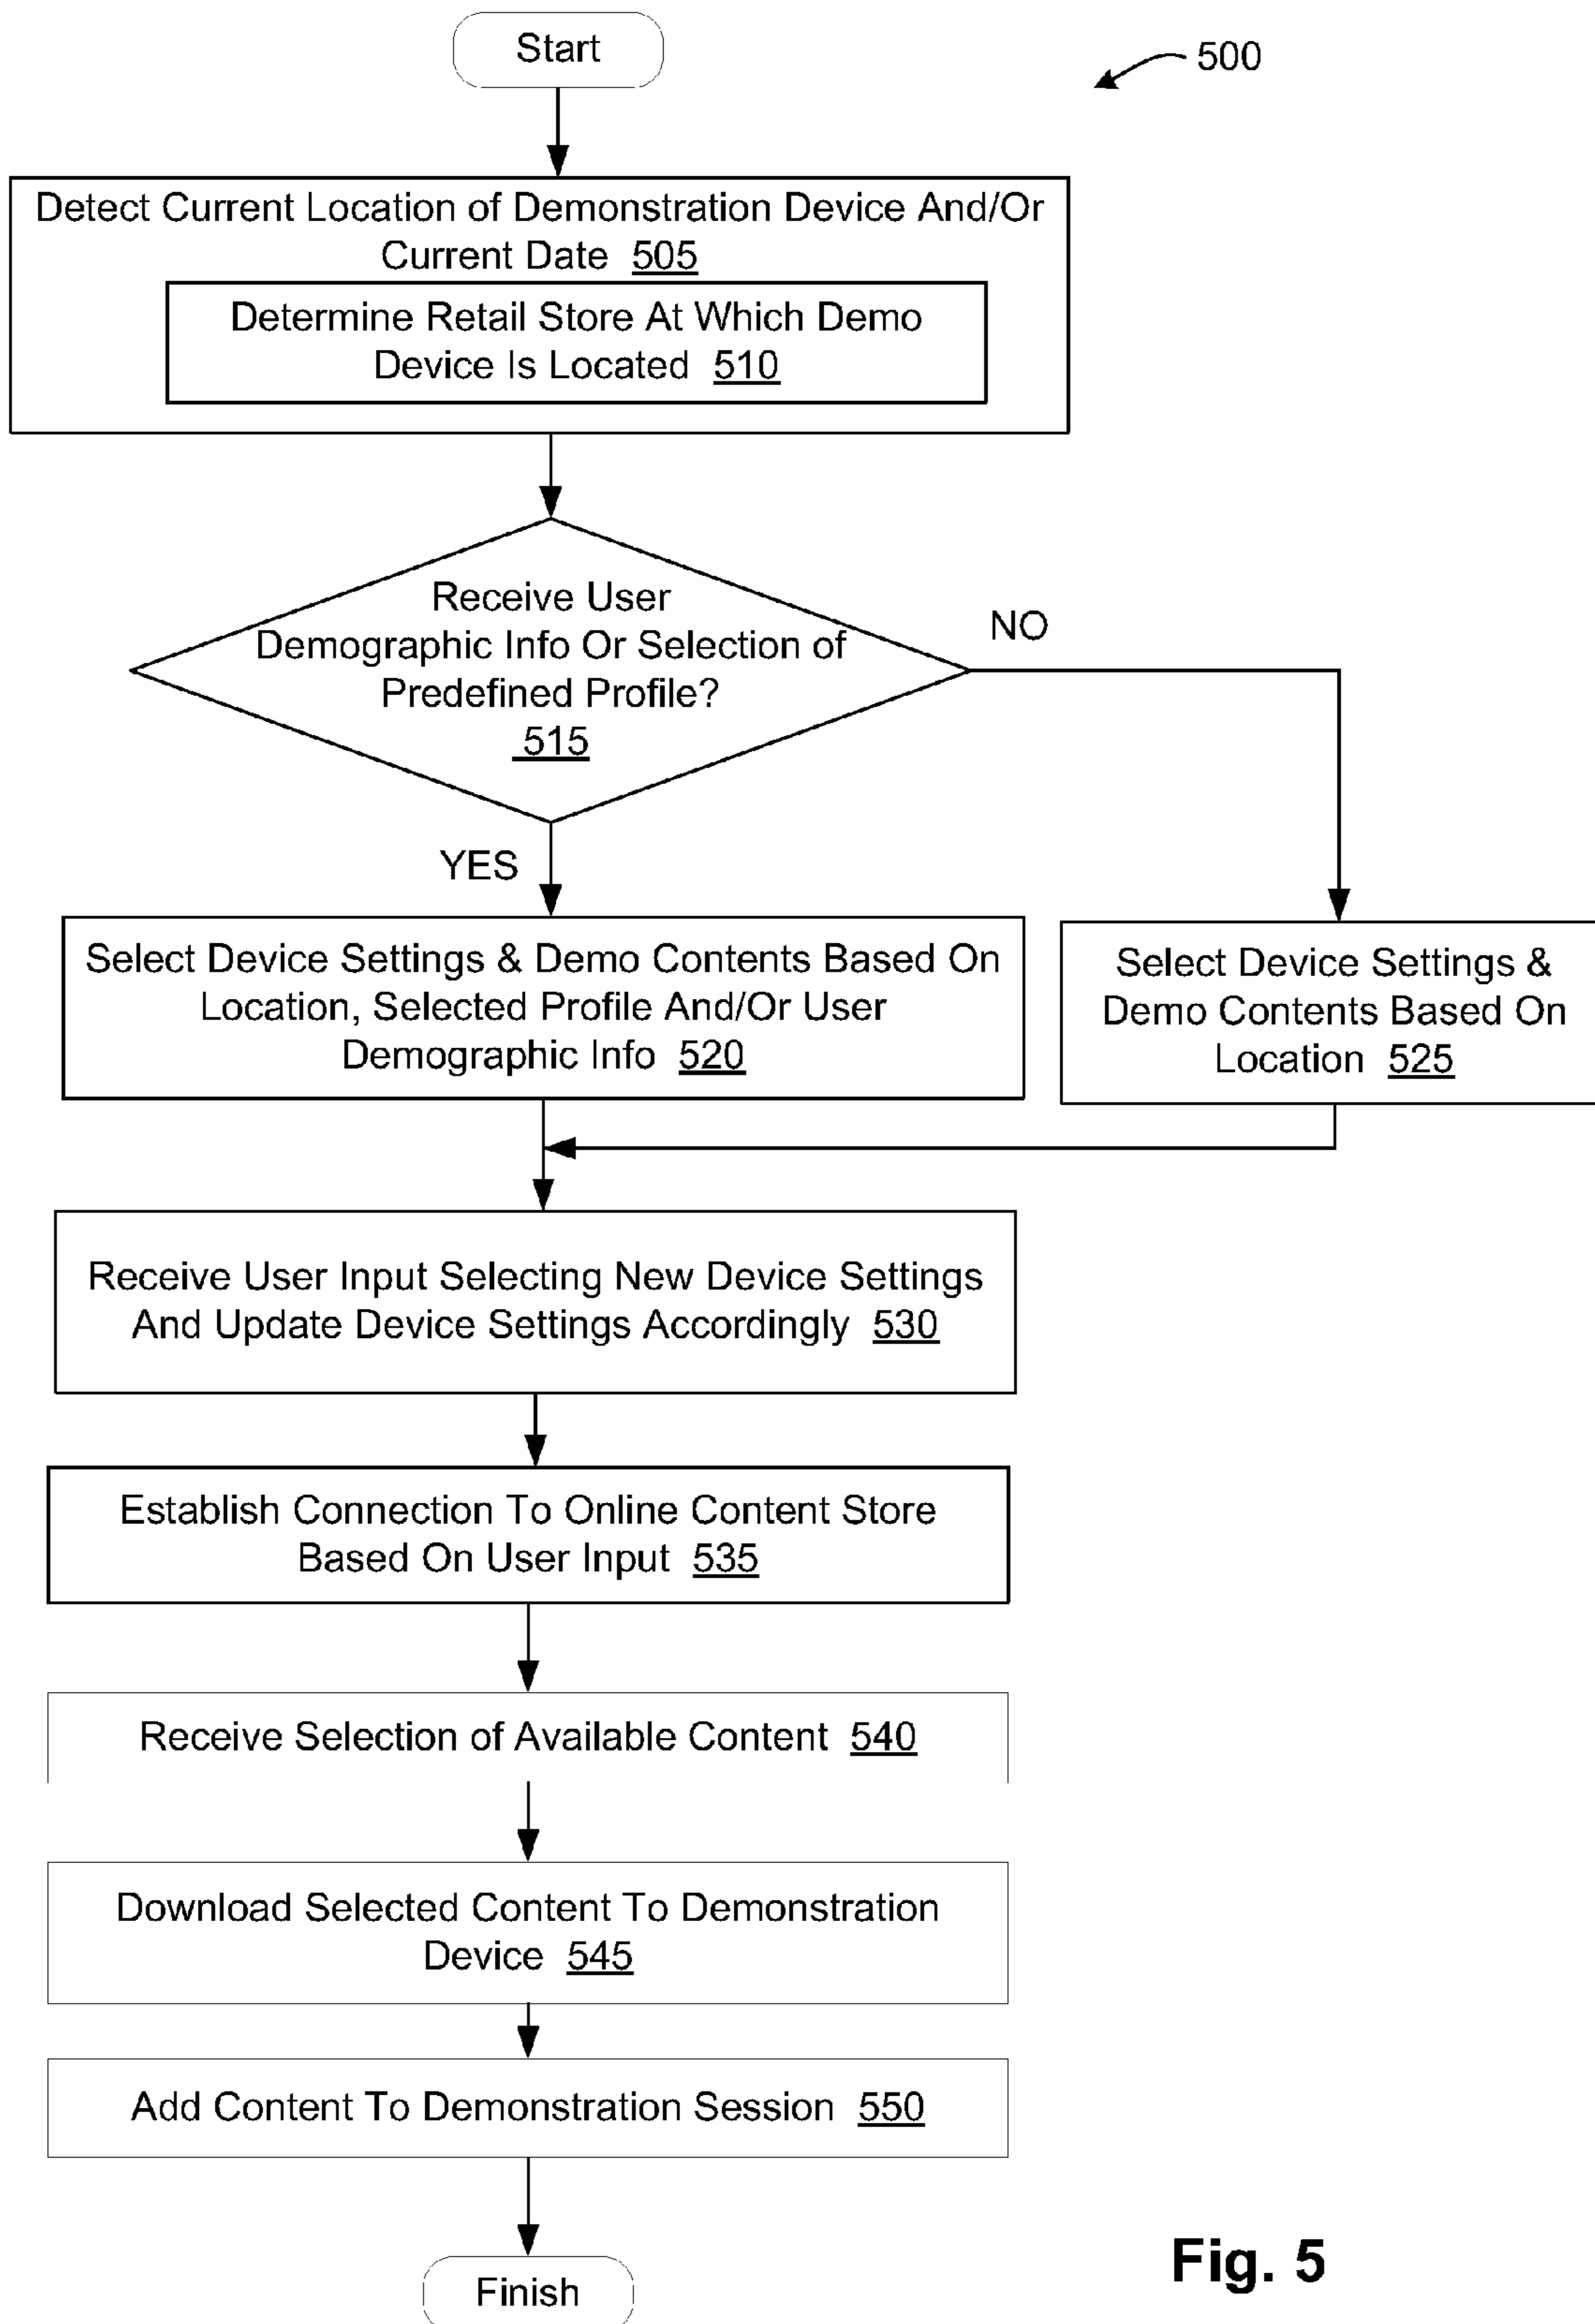 Start
500
Detect Current Location of Demonstration Device And/Or
Current Date 505
Determine Retail Store At Which Demo
Device Is Located 510
Receive User
Demographic Info Or Selection of
Predefined Profile?
515
NO
YES
Select Device Settings & Demo Contents Based On
Location, Selected Profile And/Or User
Demographic Info 520
Select Device Settings &
Demo Contents Based On
Location 525
Receive User Input Selecting New Device Settings
And Update Device Settings Accordingly 530
Establish Connection To Online Content Store
Based On User Input 535
Receive Selection of Available Content 540
Download Selected Content To Demonstration
Device 545
Add Content To Demonstration Session 550
Finish
Fig. 5